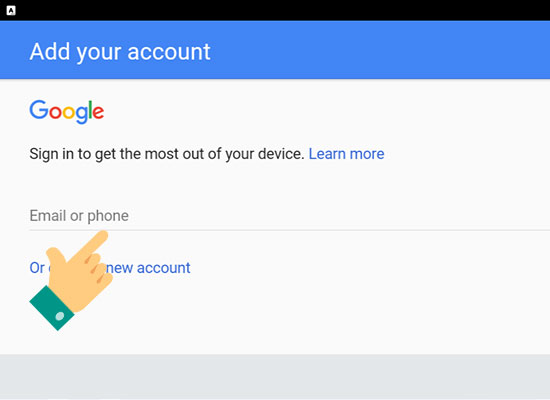 A
Add your account
Google
Sign in to get the most out of your device. Learn more
Email or phone
Or new account